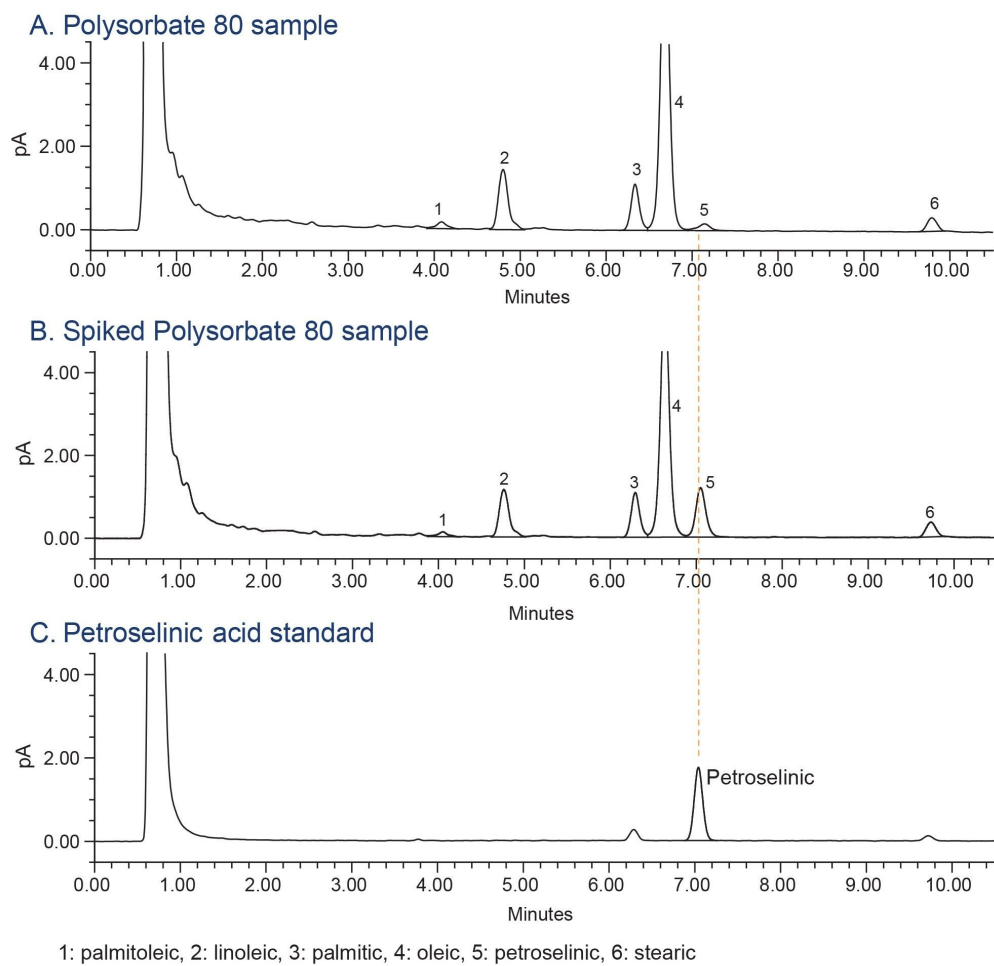 A. Polysorbate 80 sample
4.00
2.00
0.00
pA
1
2
3
4
5
6
0.00 1.00 2.00 3.00 4.00 5.00 6.00 7.00 8.00 9.00 10.00
Minutes
B. Spiked Polysorbate 80 sample
4.00
2.00
0.00
pA
1
2
3
4
5
6
0.00 1.00 2.00 3.00 4.00 5.00 6.00 7.00 8.00 9.00 10.00
Minutes
C. Petroselinic acid standard
4.00
2.00
0.00
pA
Petroselinic
0.00 1.00 2.00 3.00 4.00 5.00 6.00 7.00 8.00 9.00 10.00
Minutes
1: palmitoleic, 2: linoleic, 3: palmitic, 4: oleic, 5: petroselinic, 6: stearic